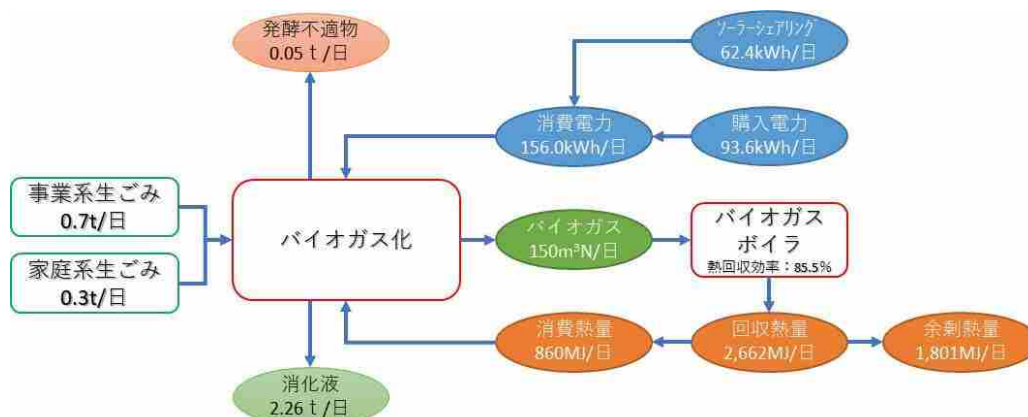 発酵不適物
0.05ｔ/日
ｿｰﾗｰｼｪｱﾘﾝｸﾞ
62.4kWh/日
消費電力
156.0kWh/日
購入電力
93.6kWh/日
事業系生ごみ
0.7t/日
家庭系生ごみ
0.3t/日
バイオガス化
バイオガス
150m³N/日
バイオガス
ボイラ
熱回収効率：85.5%
消費熱量
860MJ/日
回収熱量
2,662MJ/日
余剰熱量
1,801MJ/日
消化液
2.26ｔ/日